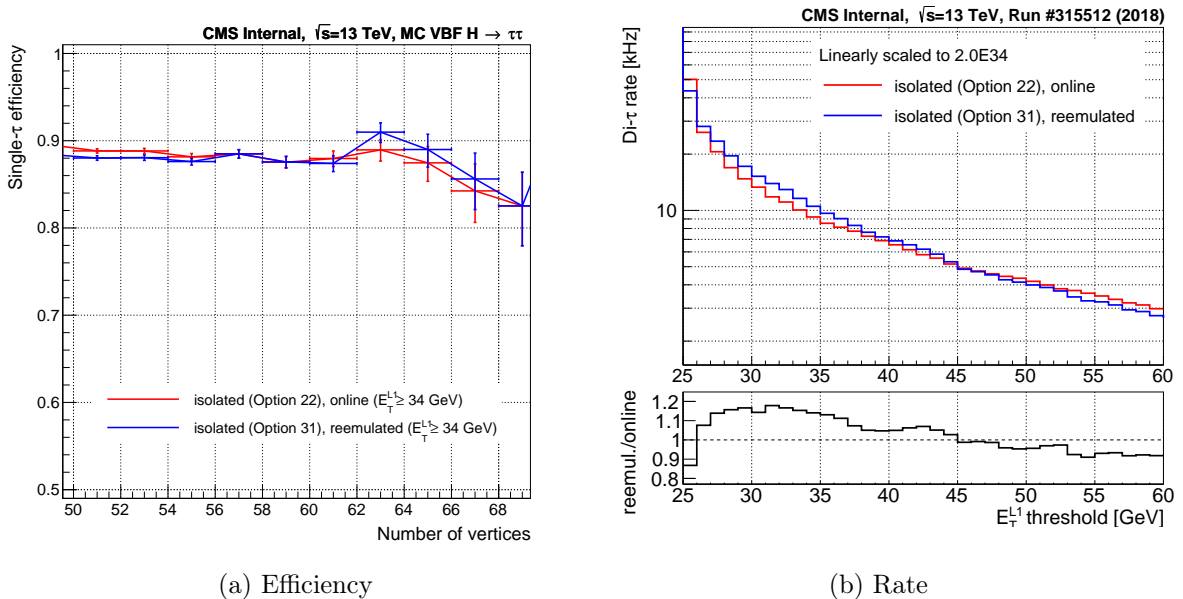 CMS Internal, √s=13 TeV, MC VBF H → ττ
Single-τ efficiency
1
0.9
0.8
0.7
0.6
0.5
isolated (Option 22), online (E_T^L1 ≥ 34 GeV)
isolated (Option 31), reemulated (E_T^L1 ≥ 34 GeV)
50 52 54 56 58 60 62 64 66 68
Number of vertices
(a) Efficiency
CMS Internal, √s=13 TeV, Run #315512 (2018)
Di-τ rate [kHz]
Linearly scaled to 2.0E34
isolated (Option 22), online
isolated (Option 31), reemulated
10
25 30 35 40 45 50 55 60
reemul./online
1.2
1.1
1
0.9
0.8
25 30 35 40 45 50 55 60
E_T^L1 threshold [GeV]
(b) Rate